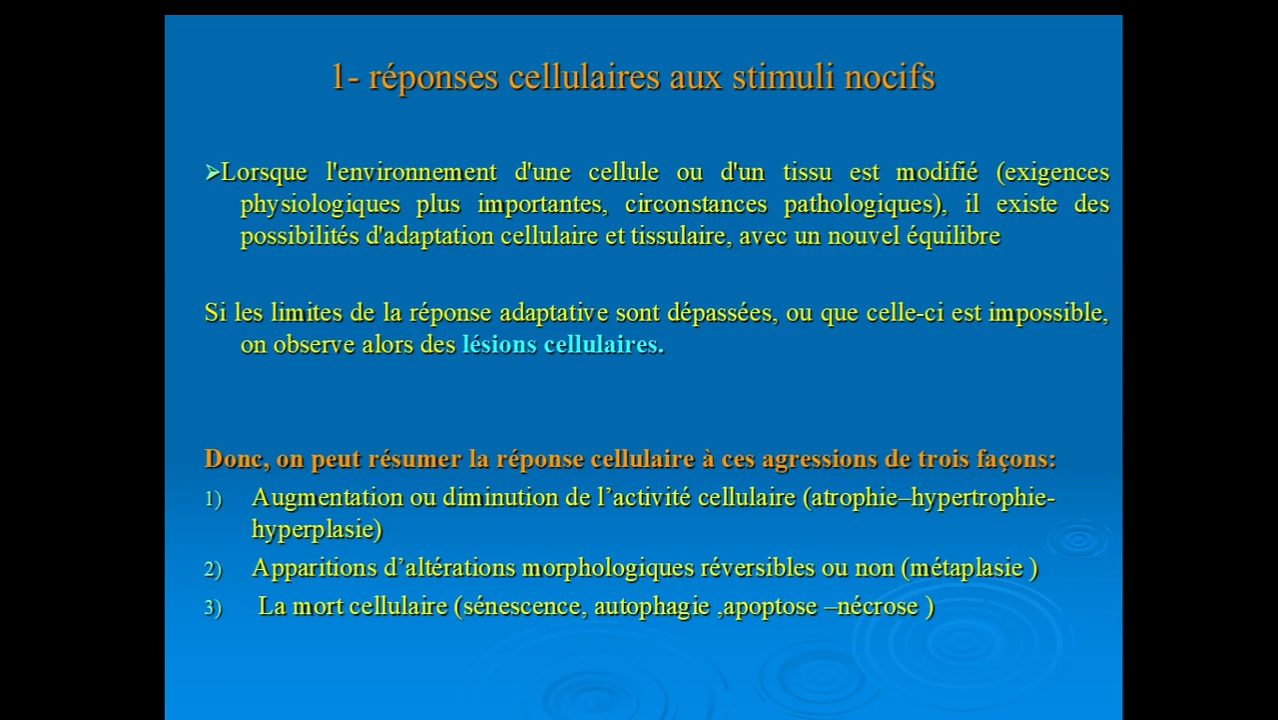 1- réponses cellulaires aux stimuli nocifs
➢Lorsque l'environnement d'une cellule ou d'un tissu est modifié (exigences
physiologiques plus importantes, circonstances pathologiques), il existe des
possibilités d'adaptation cellulaire et tissulaire, avec un nouvel équilibre
Si les limites de la réponse adaptative sont dépassées, ou que celle-ci est impossible,
on observe alors des lésions cellulaires.
Donc, on peut résumer la réponse cellulaire à ces agressions de trois façons:
1) Augmentation ou diminution de l’activité cellulaire (atrophie–hypertrophie-
hyperplasie)
2) Apparitions d’altérations morphologiques réversibles ou non (métaplasie )
3) La mort cellulaire (sénescence, autophagie ,apoptose –nécrose )